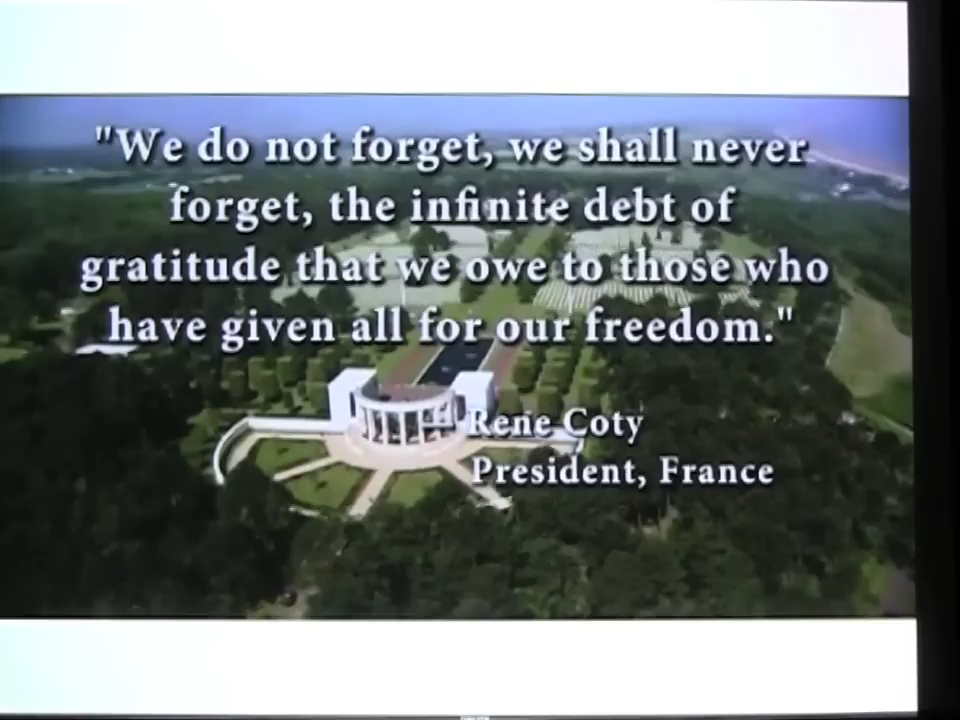 "We do not forget, we shall never
forget, the infinite debt of
gratitude that we owe to those who
have given all for our freedom."
Rene Coty
President, France